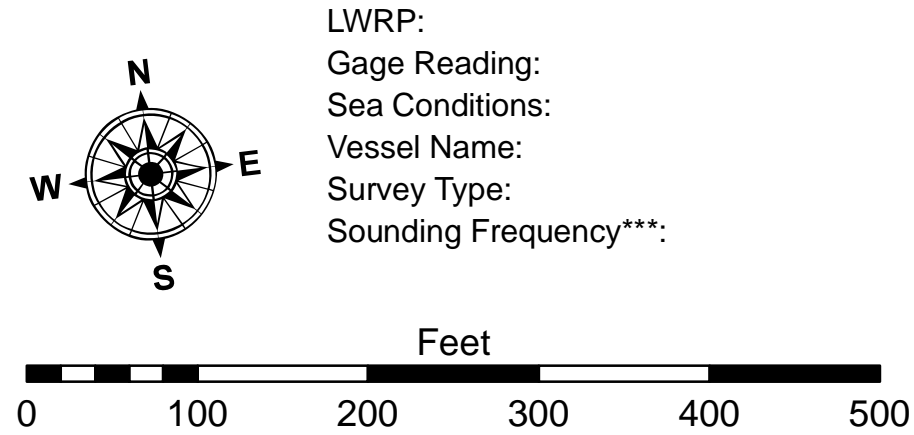 LWRP:
Gage Reading:
Sea Conditions:
Vessel Name:
Survey Type:
Sounding Frequency***:
N
W E
S
Feet
0 100 200 300 400 500